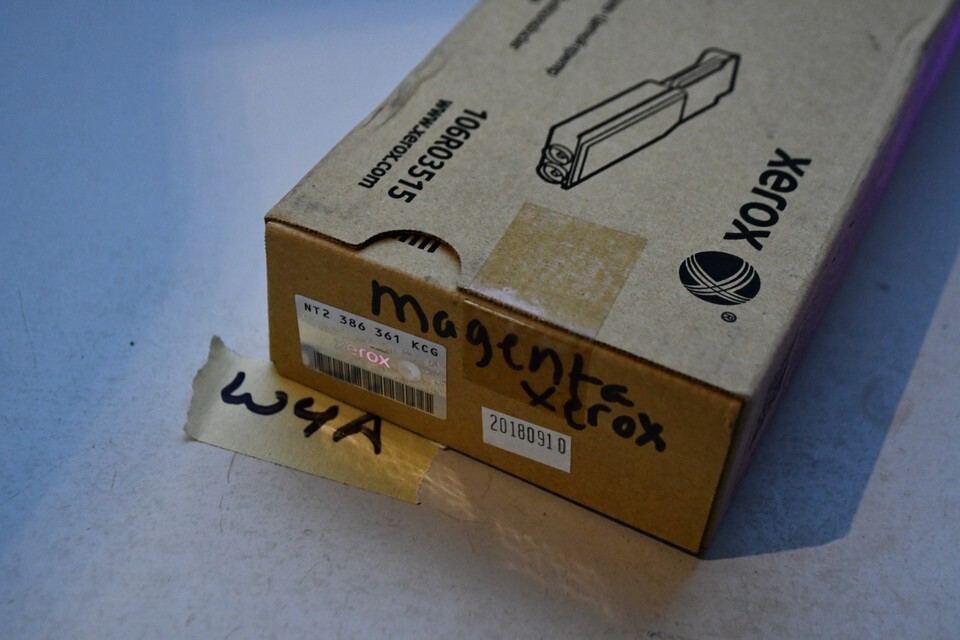 xerox
®
106R03515
www.xerox.com
magenta
xerox
NT2 386 361 KCG
xerox
20180910
W4A